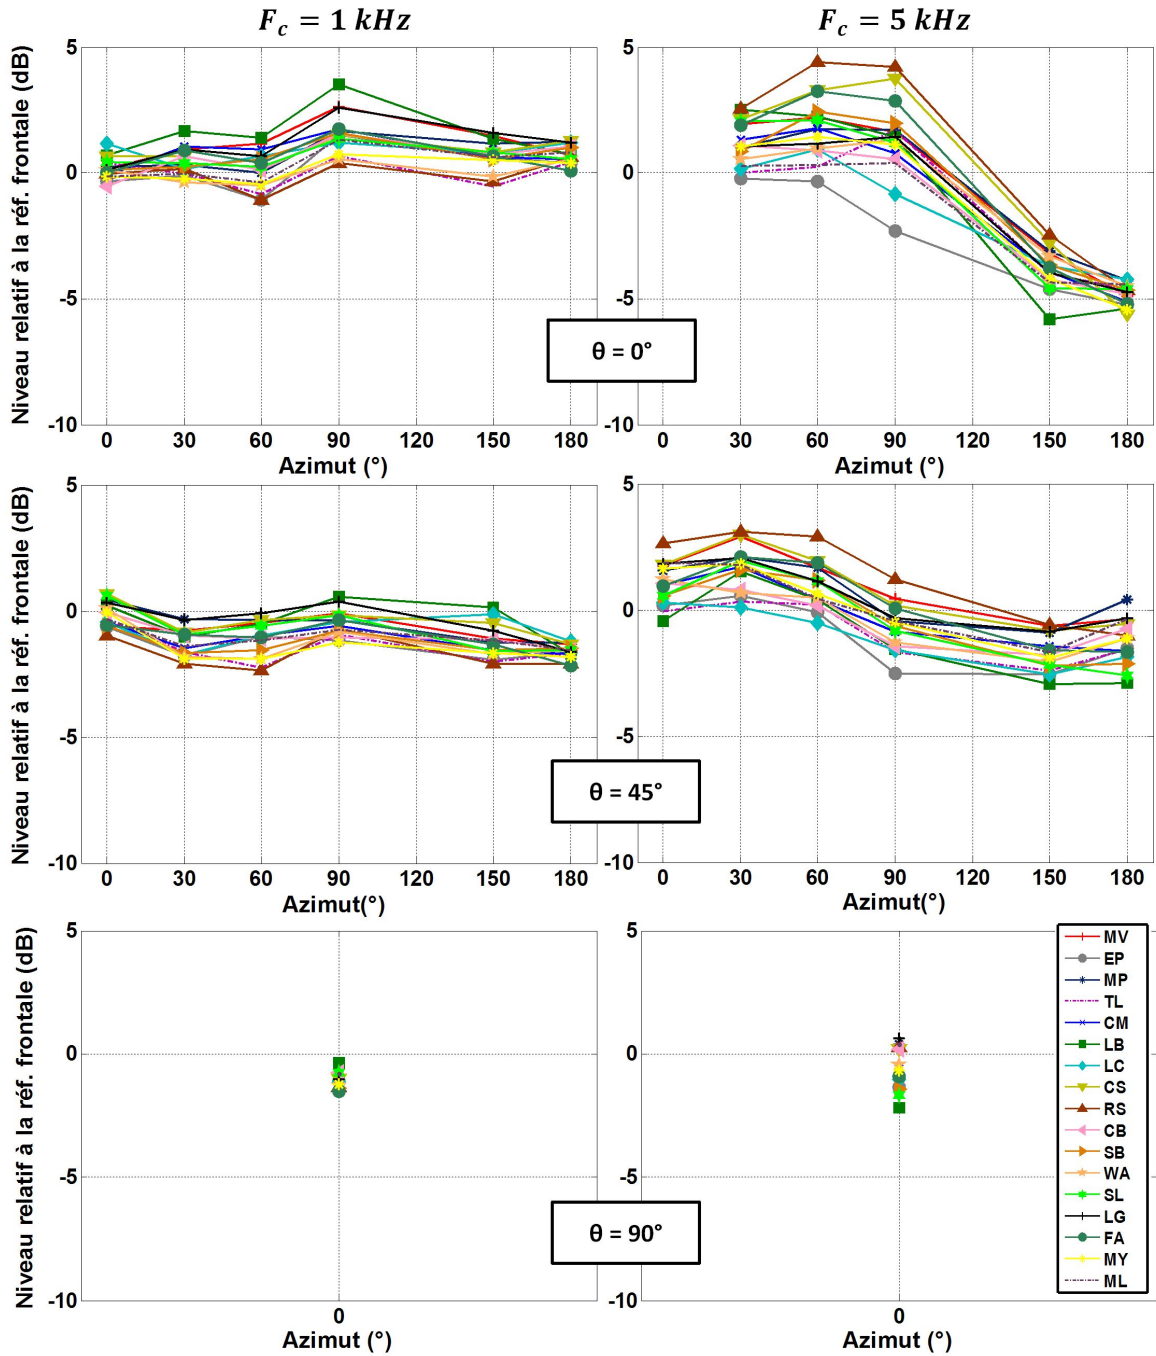 F_c = 1 kHz
F_c = 5 kHz
Niveau relatif à la réf. frontale (dB)
5
0
-5
-10
0 30 60 90 120 150 180
Azimut (°)
5
0
-5
-10
0 30 60 90 120 150 180
Azimut (°)
θ = 0°
Niveau relatif à la réf. frontale (dB)
5
0
-5
-10
0 30 60 90 120 150 180
Azimut(°)
5
0
-5
-10
0 30 60 90 120 150 180
Azimut(°)
θ = 45°
Niveau relatif à la réf. frontale (dB)
5
0
-5
-10
0
Azimut (°)
5
0
-5
-10
0
Azimut (°)
θ = 90°
MV
EP
MP
TL
CM
LB
LC
CS
RS
CB
SB
WA
SL
LG
FA
MY
ML